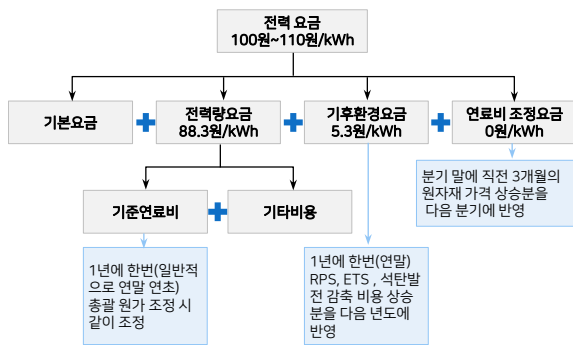 전력 요금
100원~110원/kWh
기본요금
전력량요금
88.3원/kWh
기후환경요금
5.3원/kWh
연료비 조정요금
0원/kWh
분기 말에 직전 3개월의
원자재 가격 상승분을
다음 분기에 반영
기준연료비
기타비용
1년에 한번(일반적
으로 연말 연초)
총괄 원가 조정 시
같이 조정
1년에 한번(연말)
RPS, ETS , 석탄발
전 감축 비용 상승
분을 다음 년도에
반영